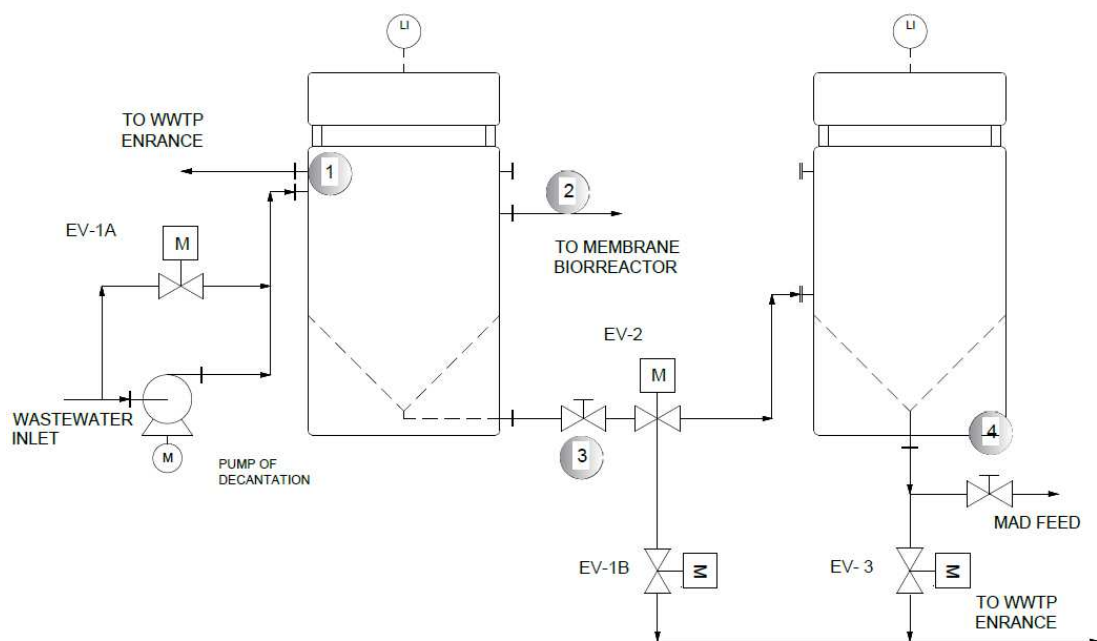 LI
LI
TO WWTP
ENRANCE
1
2
EV-1A
M
TO MEMBRANE
BIORREACTOR
EV-2
M
WASTEWATER
INLET
M
PUMP OF
DECANTATION
3
4
MAD FEED
EV-1B
M
EV- 3
M
TO WWTP
ENRANCE